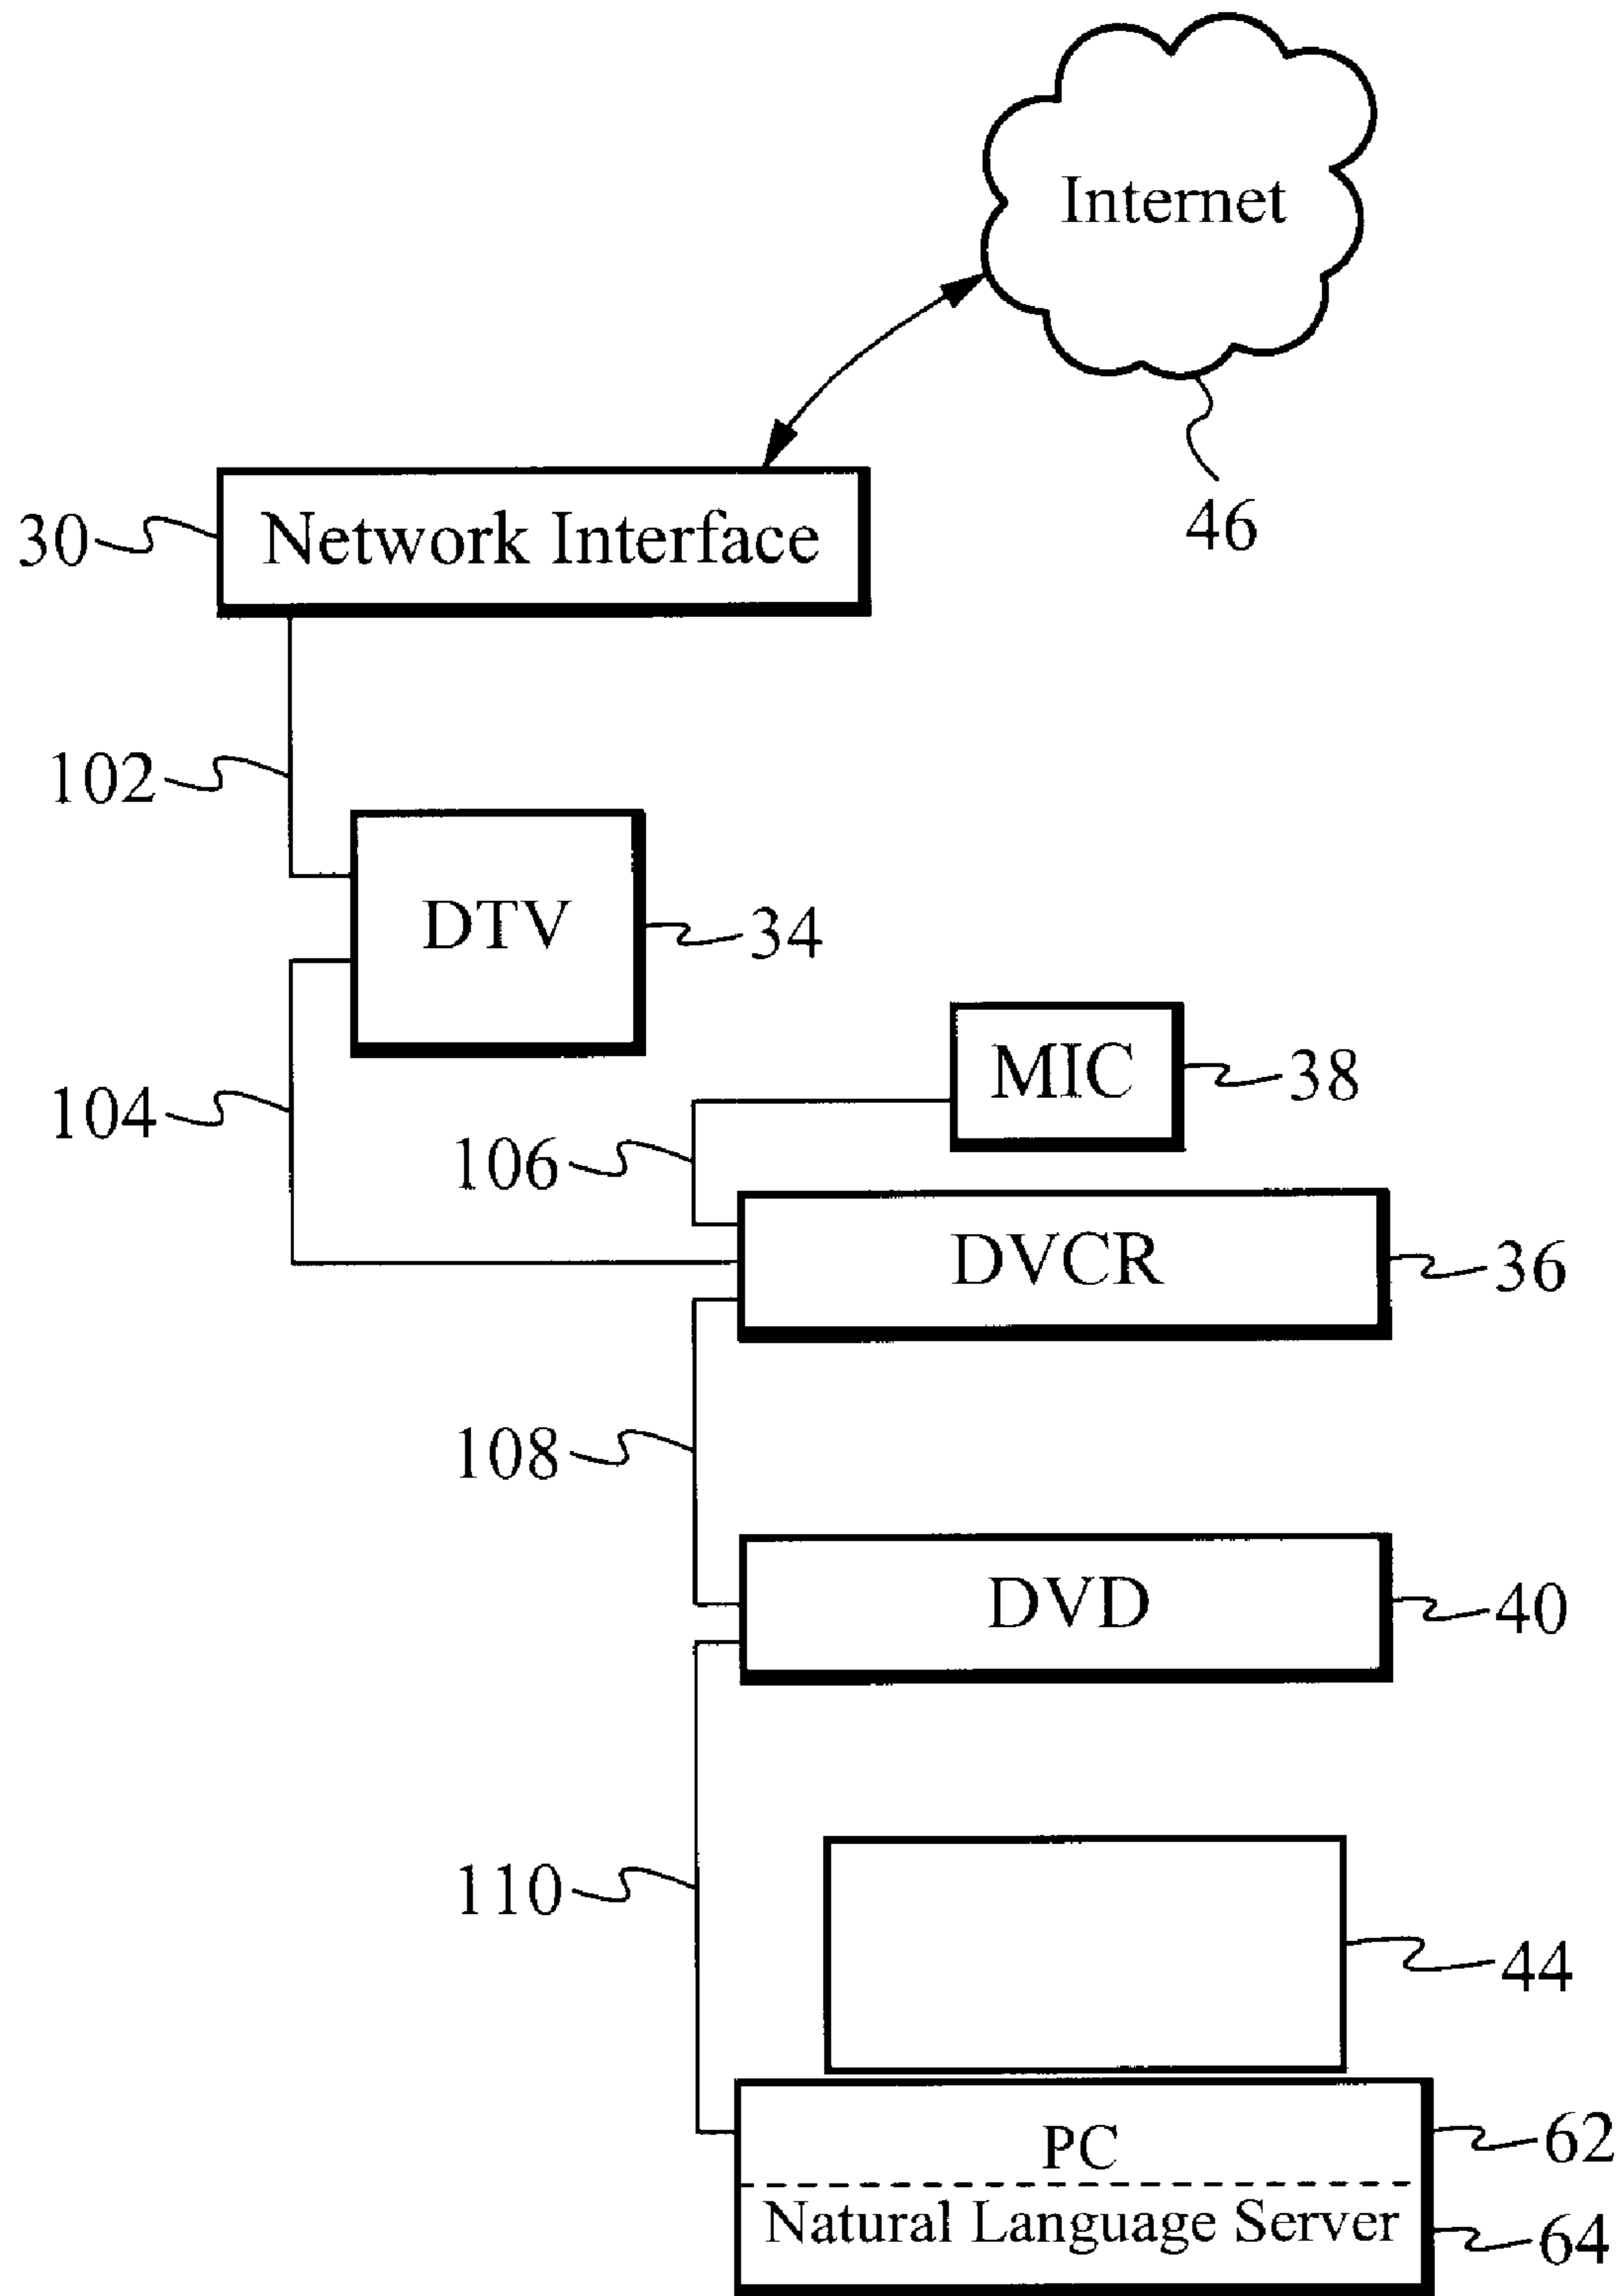 Internet
46
30
Network Interface
102
DTV
34
MIC
38
104
106
DVCR
36
108
DVD
40
110
44
PC
62
Natural Language Server
64